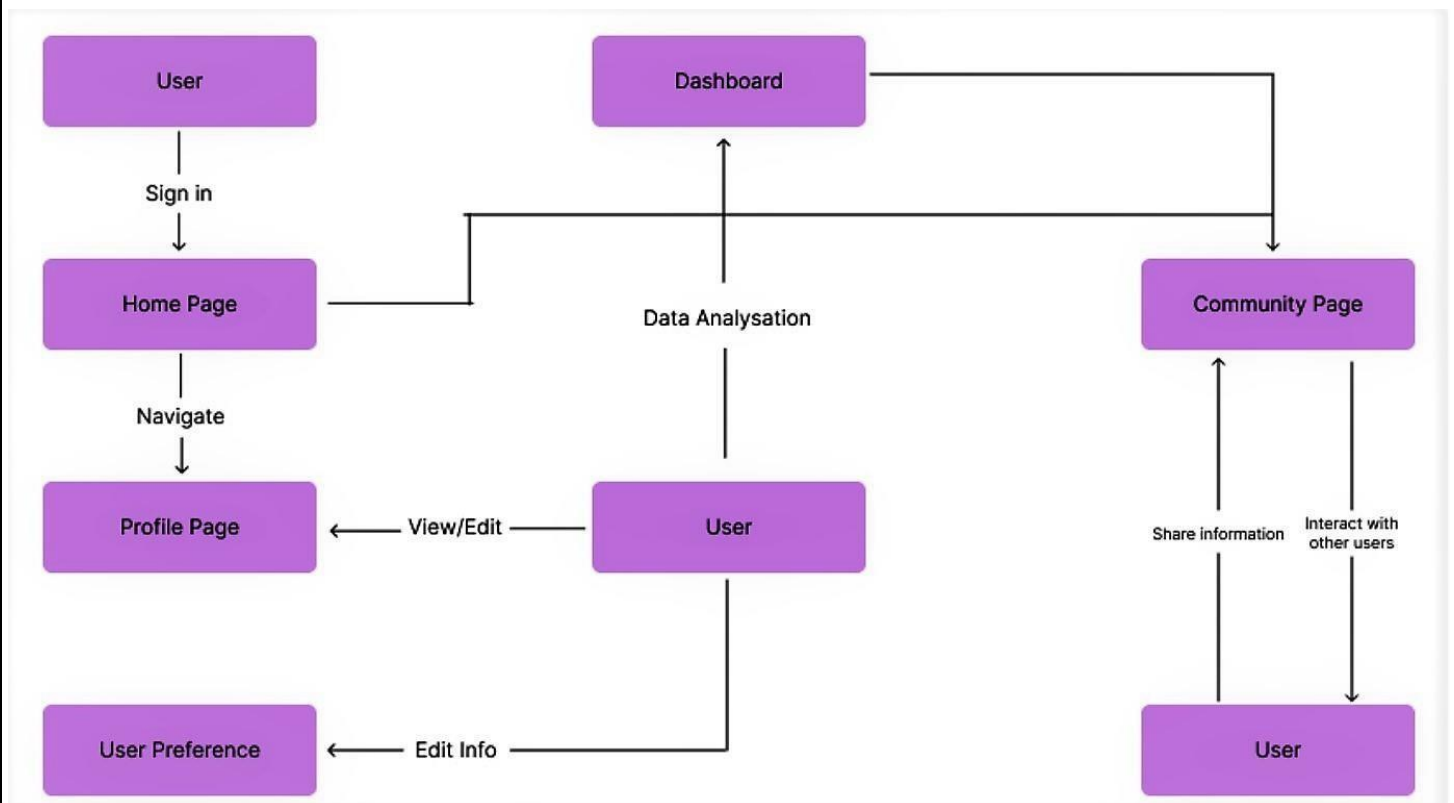 User
Dashboard
Sign in
Home Page
Data Analysation
Community Page
Navigate
Profile Page
View/Edit
User
Share information
Interact with
other users
User Preference
Edit Info
User